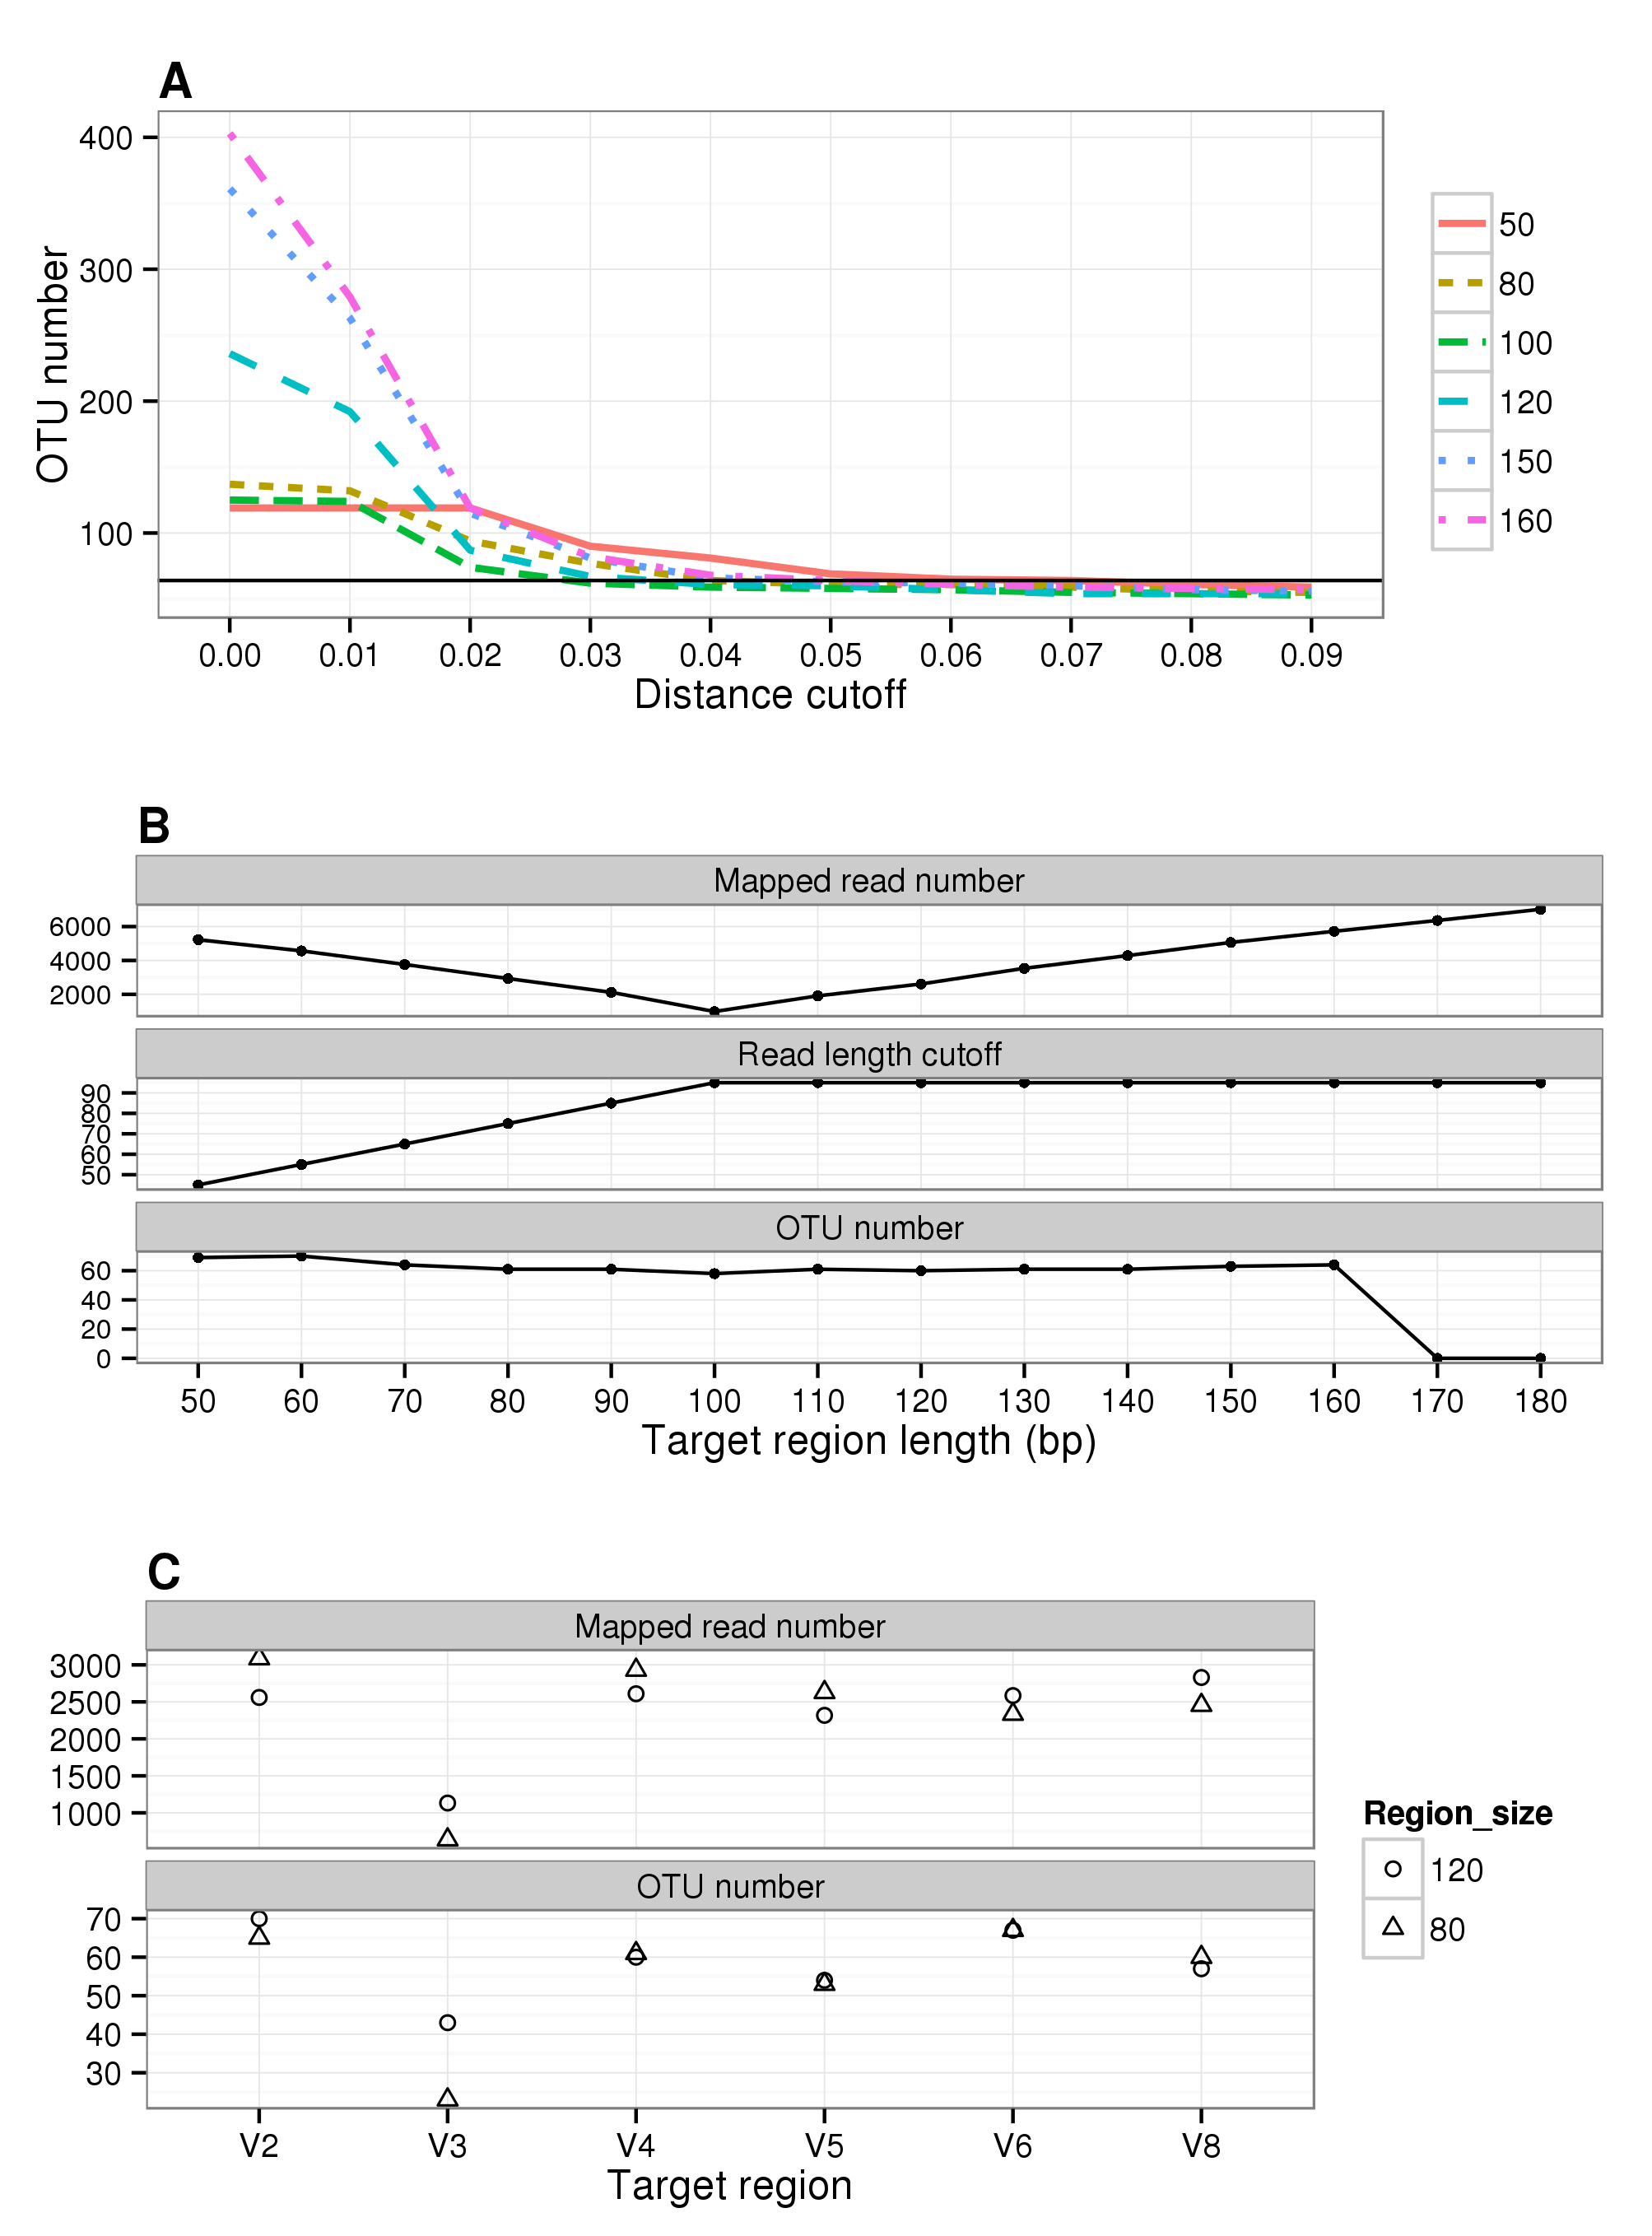 A
400
300
200
100
OTU number
0.00 0.01 0.02 0.03 0.04 0.05 0.06 0.07 0.08 0.09
Distance cutoff
50
80
100
120
150
160
B
Mapped read number
6000
4000
2000
Read length cutoff
90
80
70
60
50
OTU number
60
40
20
0
50 60 70 80 90 100 110 120 130 140 150 160 170 180
Target region length (bp)
C
Mapped read number
3000
2500
2000
1500
1000
OTU number
70
60
50
40
30
V2 V3 V4 V5 V6 V8
Target region
Region_size
120
80